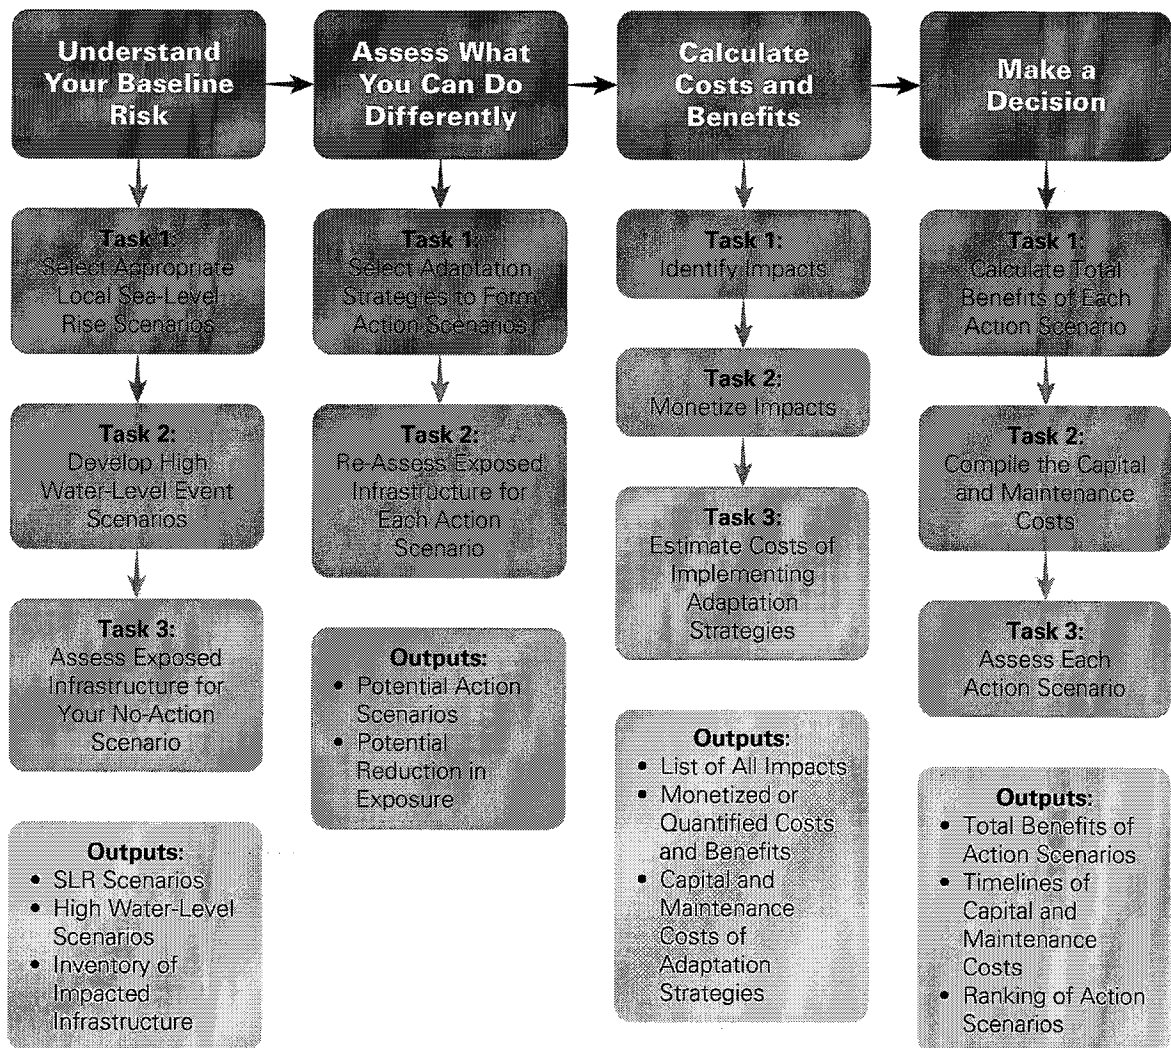 Understand
Your Baseline
Risk
Task 1:
Select Appropriate
Local Sea-Level
Rise Scenarios
Task 2:
Develop High
Water-Level Event
Scenarios
Task 3:
Assess Exposed
Infrastructure for
Your No-Action
Scenario
Outputs:
• SLR Scenarios
• High Water-Level
Scenarios
• Inventory of
Impacted
Infrastructure
Assess What
You Can Do
Differently
Task 1:
Select Adaptation
Strategies to Form
Action Scenarios
Task 2:
Re-Assess Exposed
Infrastructure for
Each Action
Scenario
Outputs:
• Potential Action
Scenarios
• Potential
Reduction in
Exposure
Calculate
Costs and
Benefits
Task 1:
Identify Impacts
Task 2:
Monetize Impacts
Task 3:
Estimate Costs of
Implementing
Adaptation
Strategies
Outputs:
• List of All Impacts
• Monetized or
Quantified Costs
and Benefits
• Capital and
Maintenance
Costs of
Adaptation
Strategies
Make a
Decision
Task 1:
Calculate Total
Benefits of Each
Action Scenario
Task 2:
Compile the Capital
and Maintenance
Costs
Task 3:
Assess Each
Action Scenario
Outputs:
• Total Benefits of
Action Scenarios
• Timelines of
Capital and
Maintenance
Costs
• Ranking of Action
Scenarios